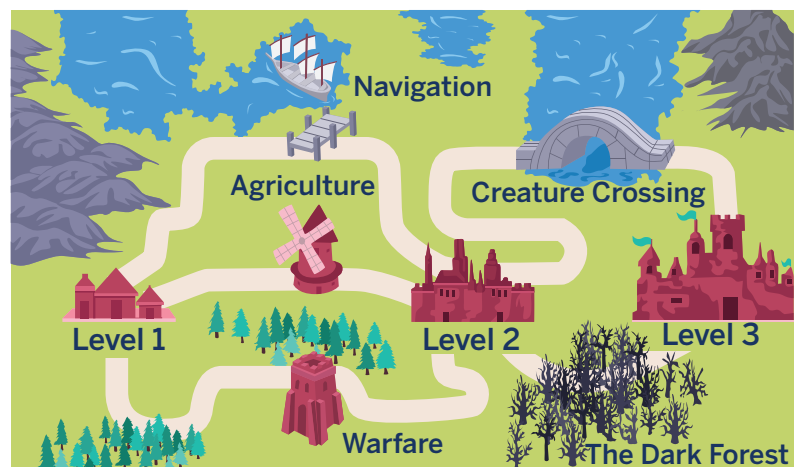 Navigation
Agriculture
Creature Crossing
Level 1
Level 2
Level 3
Warfare
The Dark Forest